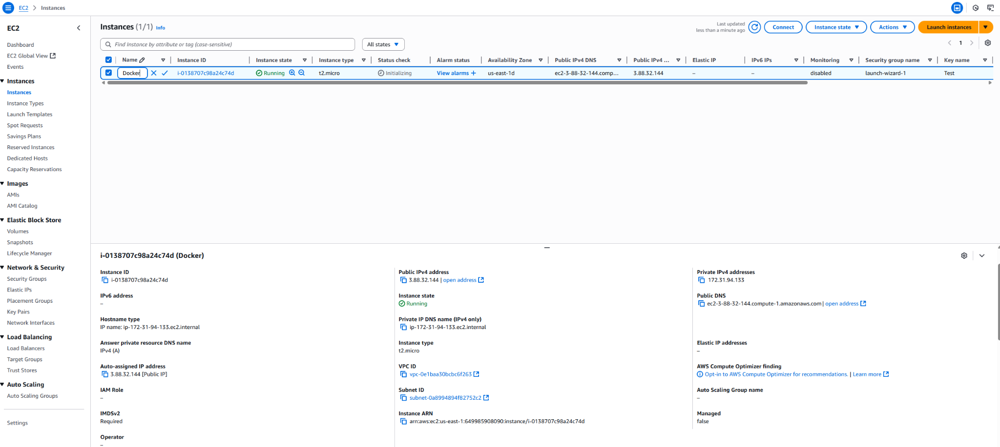 EC2 > Instances
EC2
Dashboard
EC2 Global View
Events
Instances
Instances
Instance Types
Launch Templates
Spot Requests
Savings Plans
Reserved Instances
Dedicated Hosts
Capacity Reservations
Images
AMIs
AMI Catalog
Elastic Block Store
Volumes
Snapshots
Lifecycle Manager
Network & Security
Security Groups
Elastic IPs
Placement Groups
Key Pairs
Network Interfaces
Load Balancing
Load Balancers
Target Groups
Trust Stores
Auto Scaling
Auto Scaling Groups
Settings
Instances (1/1) Info
Last updated
less than a minute ago
Connect
Instance state
Actions
Launch instances
Find Instance by attribute or tag (case-sensitive)
All states
1
Name Instance ID Instance state Instance type Status check Alarm status Availability Zone Public IPv4 DNS Public IPv4 ... Elastic IP IPv6 IPs Monitoring Security group name Key name
Docker i-0138707c98a24c74d Running t2.micro Initializing View alarms + us-east-1d ec2-3-88-32-144.comp... 3.88.32.144 – – disabled launch-wizard-1 Test
i-0138707c98a24c74d (Docker)
Instance ID
i-0138707c98a24c74d
IPv6 address
–
Hostname type
IP name: ip-172-31-94-133.ec2.internal
Answer private resource DNS name
IPv4 (A)
Auto-assigned IP address
3.88.32.144 [Public IP]
IAM Role
–
IMDSv2
Required
Operator
–
Public IPv4 address
3.88.32.144 | open address
Instance state
Running
Private IP DNS name (IPv4 only)
ip-172-31-94-133.ec2.internal
Instance type
t2.micro
VPC ID
vpc-0e1baa30bcbc6f263
Subnet ID
subnet-0a8994894f82752c2
Instance ARN
arn:aws:ec2:us-east-1:649985908090:instance/i-0138707c98a24c74d
Private IPv4 addresses
172.31.94.133
Public DNS
ec2-3-88-32-144.compute-1.amazonaws.com | open address
Elastic IP addresses
–
AWS Compute Optimizer finding
Opt-in to AWS Compute Optimizer for recommendations. | Learn more
Auto Scaling Group name
–
Managed
false